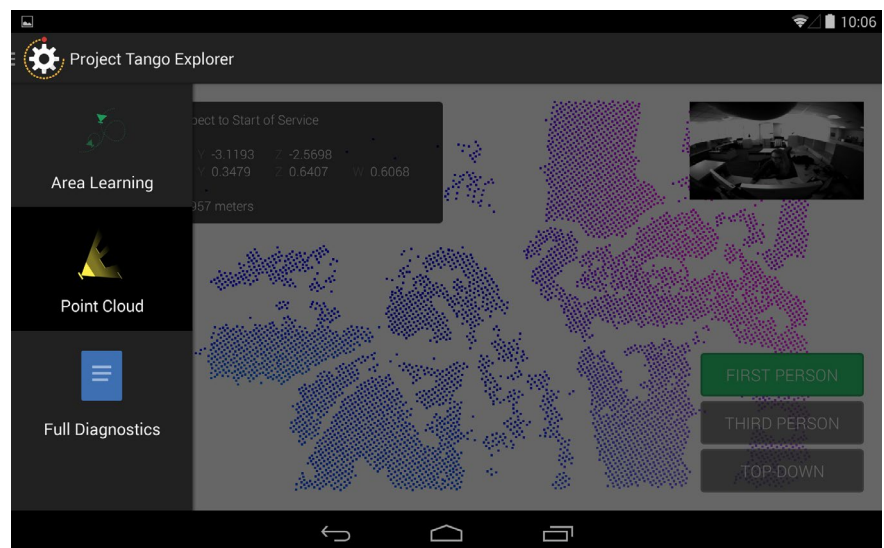 10:06
Project Tango Explorer
Area Learning
Point Cloud
Full Diagnostics
pect to Start of Service
Y -3.1193 Z -2.5698
Y 0.3479 Z 0.6407 W 0.6068
957 meters
FIRST PERSON
THIRD PERSON
TOP-DOWN